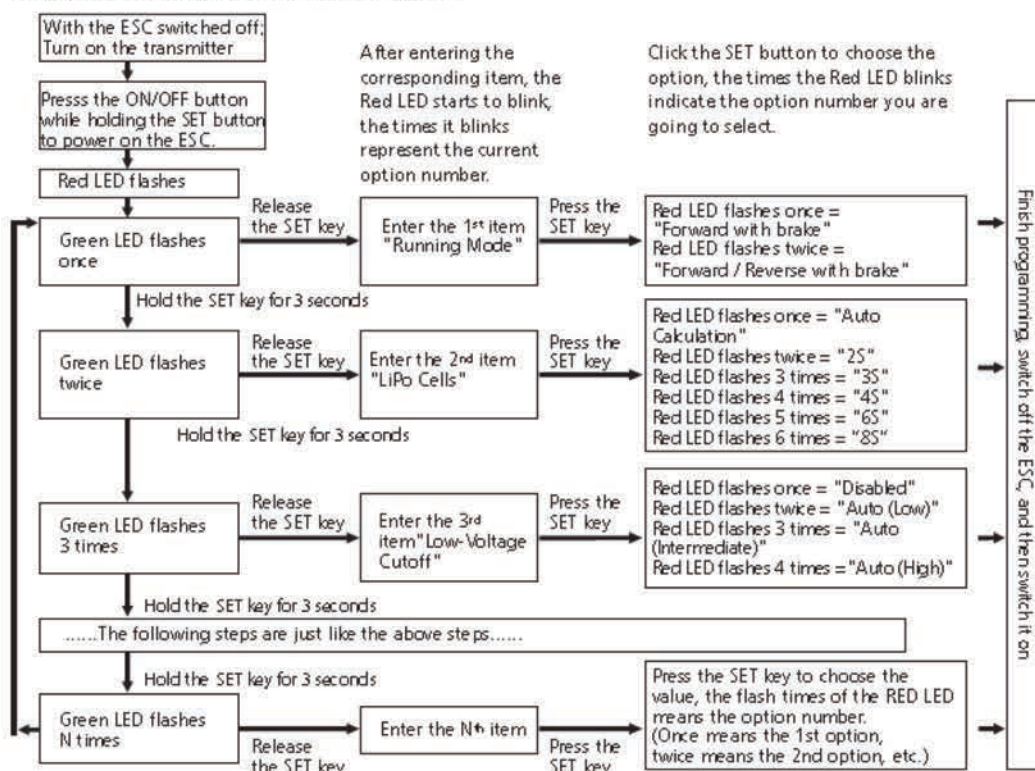 With the ESC switched off;
Turn on the transmitter
Presss the ON/OFF button
while holding the SET button
to power on the ESC.
Red LED flashes
After entering the
corresponding item, the
Red LED starts to blink,
the times it blinks
represent the current
option number.
Click the SET button to choose the
option, the times the Red LED blinks
indicate the option number you are
going to select.
Green LED flashes
once
Release
the SET key
Enter the 1st item
"Running Mode"
Press the
SET key
Red LED flashes once =
"Forward with brake"
Red LED flashes twice =
"Forward / Reverse with brake"
Hold the SET key for 3 seconds
Green LED flashes
twice
Release
the SET key
Enter the 2nd item
"LiPo Cells"
Press the
SET key
Red LED flashes once = "Auto
Calculation"
Red LED flashes twice = "2S"
Red LED flashes 3 times = "3S"
Red LED flashes 4 times = "4S"
Red LED flashes 5 times = "6S"
Red LED flashes 6 times = "8S"
Hold the SET key for 3 seconds
Green LED flashes
3 times
Release
the SET key
Enter the 3rd
item"Low-Voltage
Cutoff"
Press the
SET key
Red LED flashes once = "Disabled"
Red LED flashes twice = "Auto (Low)"
Red LED flashes 3 times = "Auto
(Intermediate)"
Red LED flashes 4 times ="Auto (High)"
Hold the SET key for 3 seconds
......The following steps are just like the above steps......
Hold the SET key for 3 seconds
Green LED flashes
N times
Release
the SET key
Enter the Nth item
Press the
SET key
Press the SET key to choose the
value, the flash times of the RED LED
means the option number.
(Once means the 1st option,
twice means the 2nd option, etc.)
Finish programming, switch off the ESC, and then switch it on